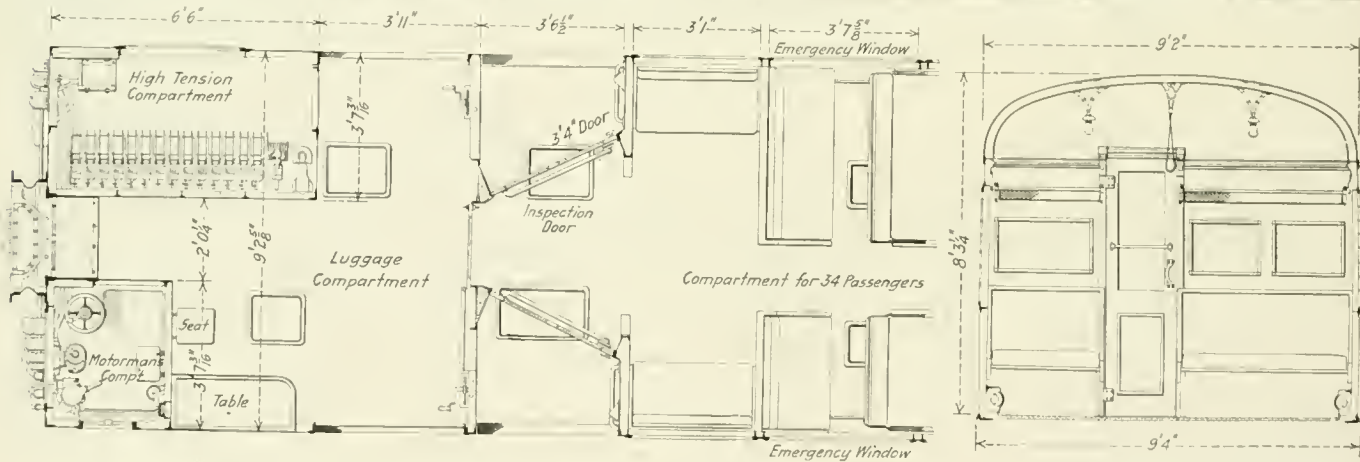 6'6"
3'11"
3'6½"
3'1"
3'7⅝"
Emergency Window
9'2"
High Tension
Compartment
3'7 3/16"
3'4" Door
Inspection
Door
2'0¼"
9'2⅝"
8'3¼"
Luggage
Compartment
Compartment for 34 Passengers
Seat
Motormans
Compt.
3'7 3/16"
Table
Emergency Window
9'4"